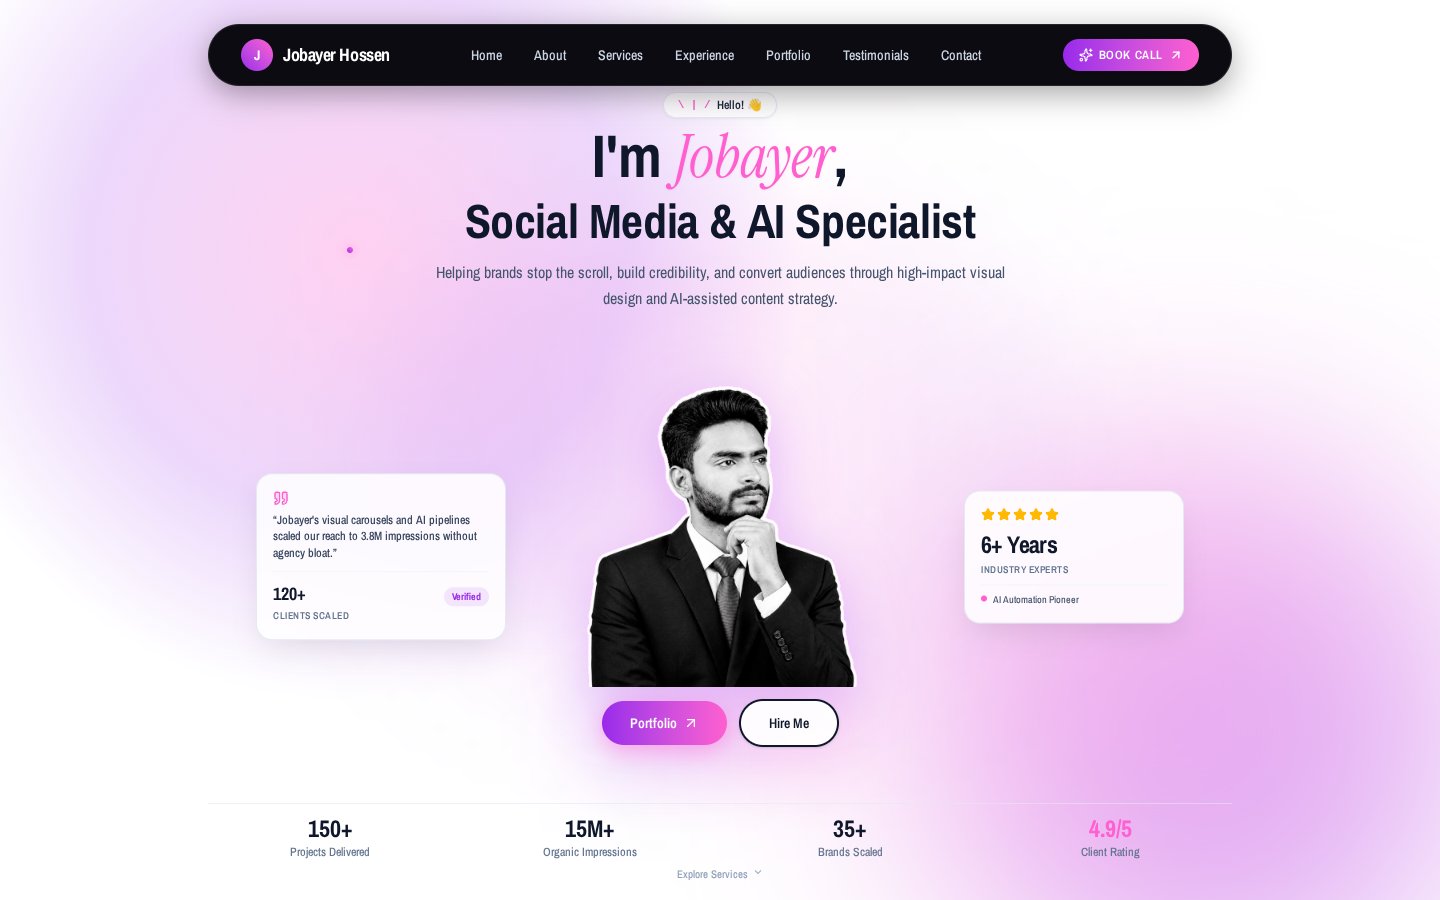 J Jobayer Hossen Home About Services Experience Portfolio Testimonials Contact BOOK CALL
\ | / Hello! 👋
I'm Jobayer,
Social Media & AI Specialist
Helping brands stop the scroll, build credibility, and convert audiences through high-impact visual
design and AI-assisted content strategy.
“Jobayer's visual carousels and AI pipelines
scaled our reach to 3.8M impressions without
agency bloat.”
120+
CLIENTS SCALED
Verified
6+ Years
INDUSTRY EXPERTS
AI Automation Pioneer
Portfolio
Hire Me
150+
Projects Delivered
15M+
Organic Impressions
35+
Brands Scaled
4.9/5
Client Rating
Explore Services